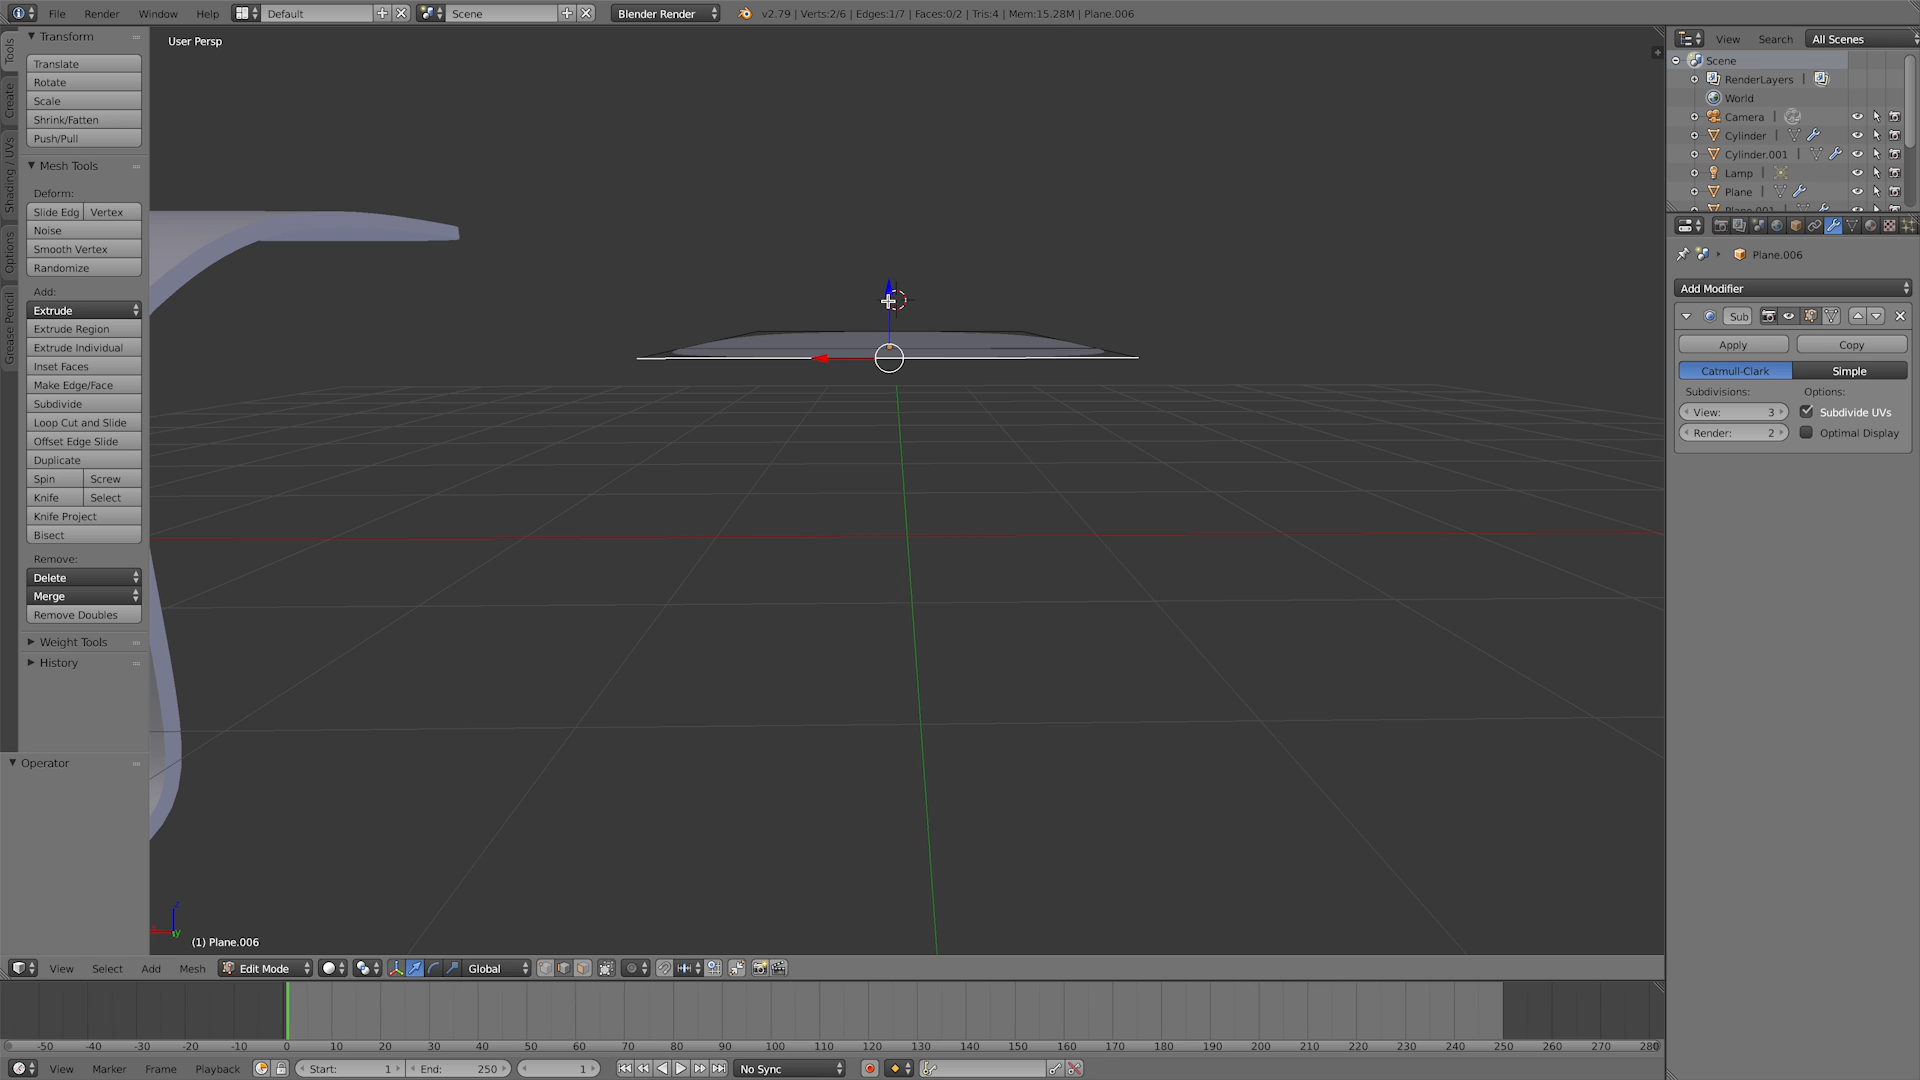 File Render Window Help Default Scene Blender Render v2.79 | Verts:2/6 | Edges:1/7 | Faces:0/2 | Tris:4 | Mem:15.28M | Plane.006
Tools
Create
Shading / UVs
Options
Grease Pencil
Transform
Translate
Rotate
Scale
Shrink/Fatten
Push/Pull
Mesh Tools
Deform:
Slide Edg Vertex
Noise
Smooth Vertex
Randomize
Add:
Extrude
Extrude Region
Extrude Individual
Inset Faces
Make Edge/Face
Subdivide
Loop Cut and Slide
Offset Edge Slide
Duplicate
Spin Screw
Knife Select
Knife Project
Bisect
Remove:
Delete
Merge
Remove Doubles
Weight Tools
History
Operator
User Persp
z
y
(1) Plane.006
View Search All Scenes
Scene
RenderLayers |
World
Camera |
Cylinder |
Cylinder.001 |
Lamp |
Plane |
Plane.001
Plane.006
Add Modifier
Sub
Apply Copy
Catmull-Clark Simple
Subdivisions: Options:
View: 3 Subdivide UVs
Render: 2 Optimal Display
View Select Add Mesh Edit Mode Global
-50 -40 -30 -20 -10 0 10 20 30 40 50 60 70 80 90 100 110 120 130 140 150 160 170 180 190 200 210 220 230 240 250 260 270 280
View Marker Frame Playback Start: 1 End: 250 1 No Sync